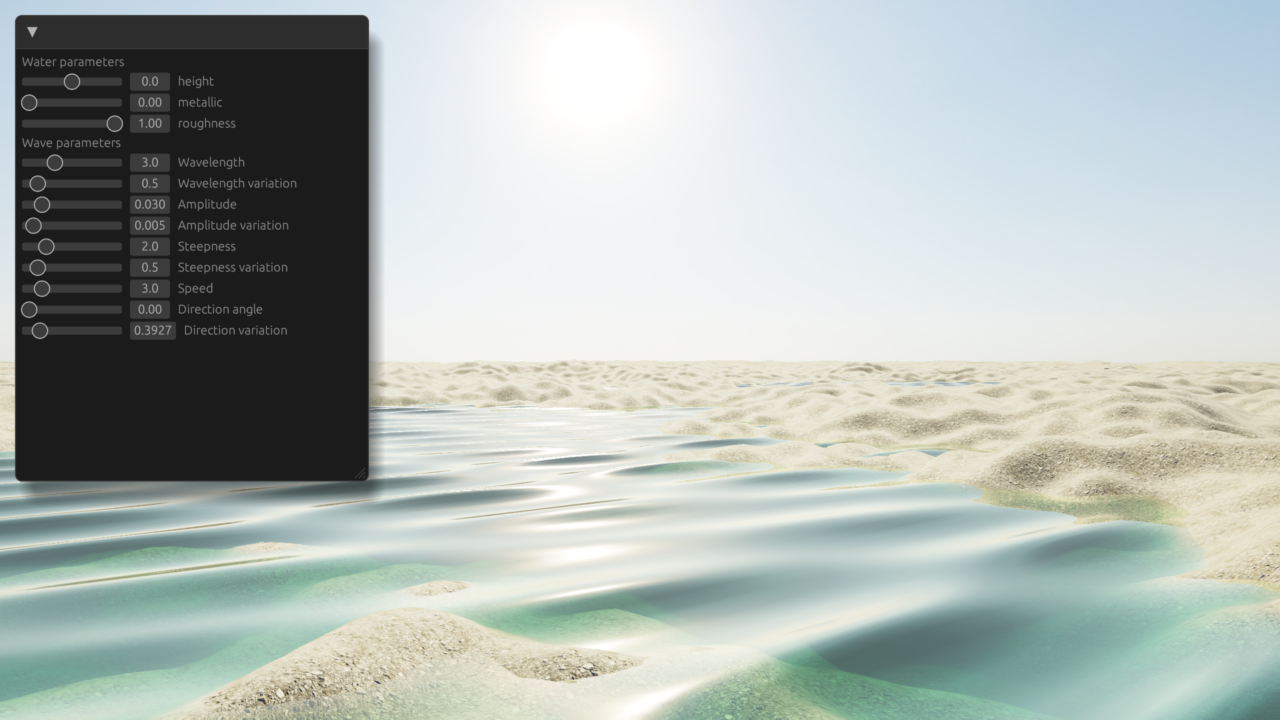 Water parameters
0.0 height
0.00 metallic
1.00 roughness
Wave parameters
3.0 Wavelength
0.5 Wavelength variation
0.030 Amplitude
0.005 Amplitude variation
2.0 Steepness
0.5 Steepness variation
3.0 Speed
0.00 Direction angle
0.3927 Direction variation